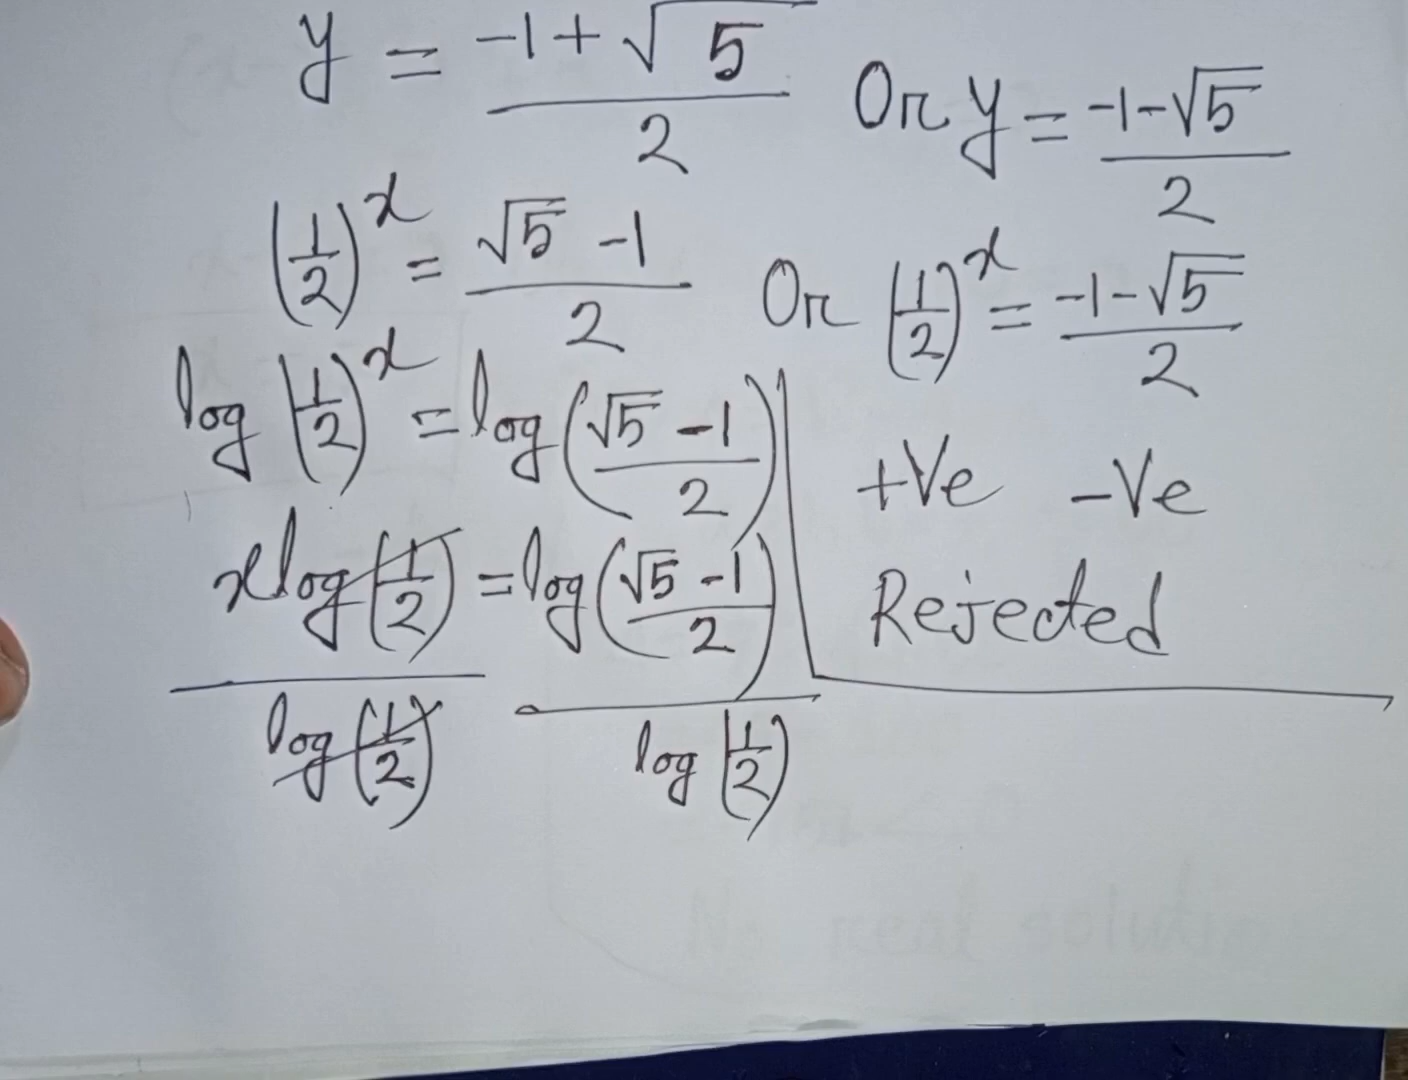 y = (-1 + √5)/2 Or y = (-1 - √5)/2
(1/2)^x = (√5 - 1)/2 Or (1/2)^x = (-1 - √5)/2
log (1/2)^x = log((√5 - 1)/2)
+Ve -Ve
x log(1/2) / log(1/2) = log((√5 - 1)/2) / log(1/2)
Rejected